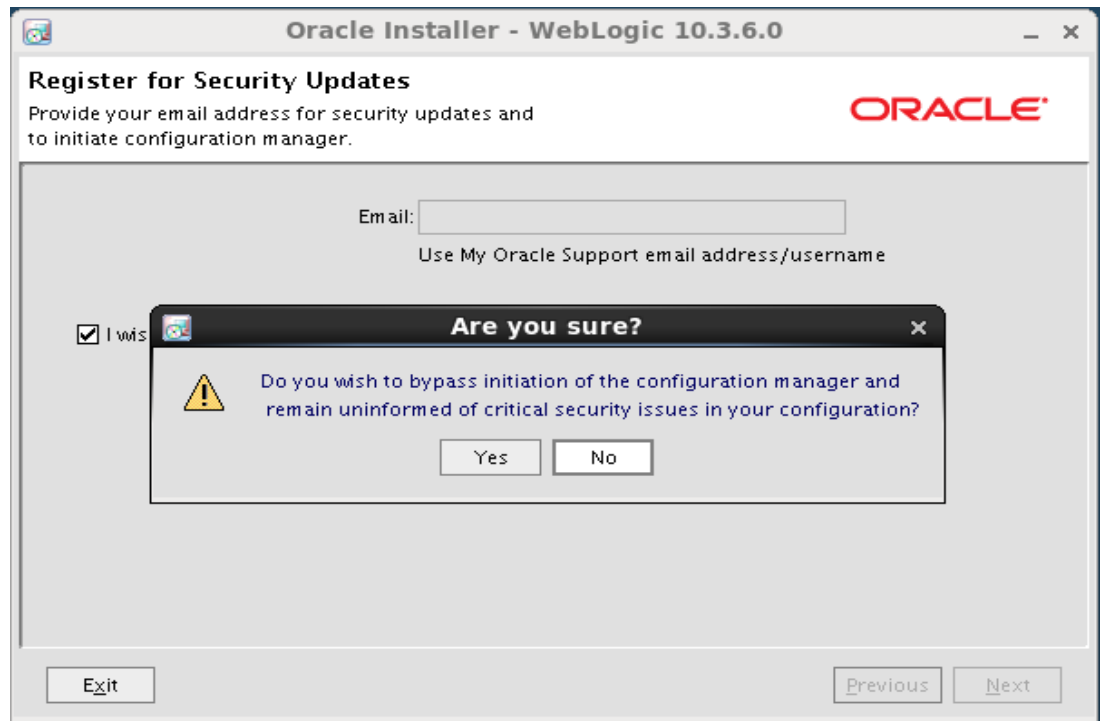 Oracle Installer - WebLogic 10.3.6.0
Register for Security Updates
Provide your email address for security updates and
to initiate configuration manager.
ORACLE
Email:
Use My Oracle Support email address/username
I wis
Are you sure?
Do you wish to bypass initiation of the configuration manager and
remain uninformed of critical security issues in your configuration?
Yes No
Exit Previous Next